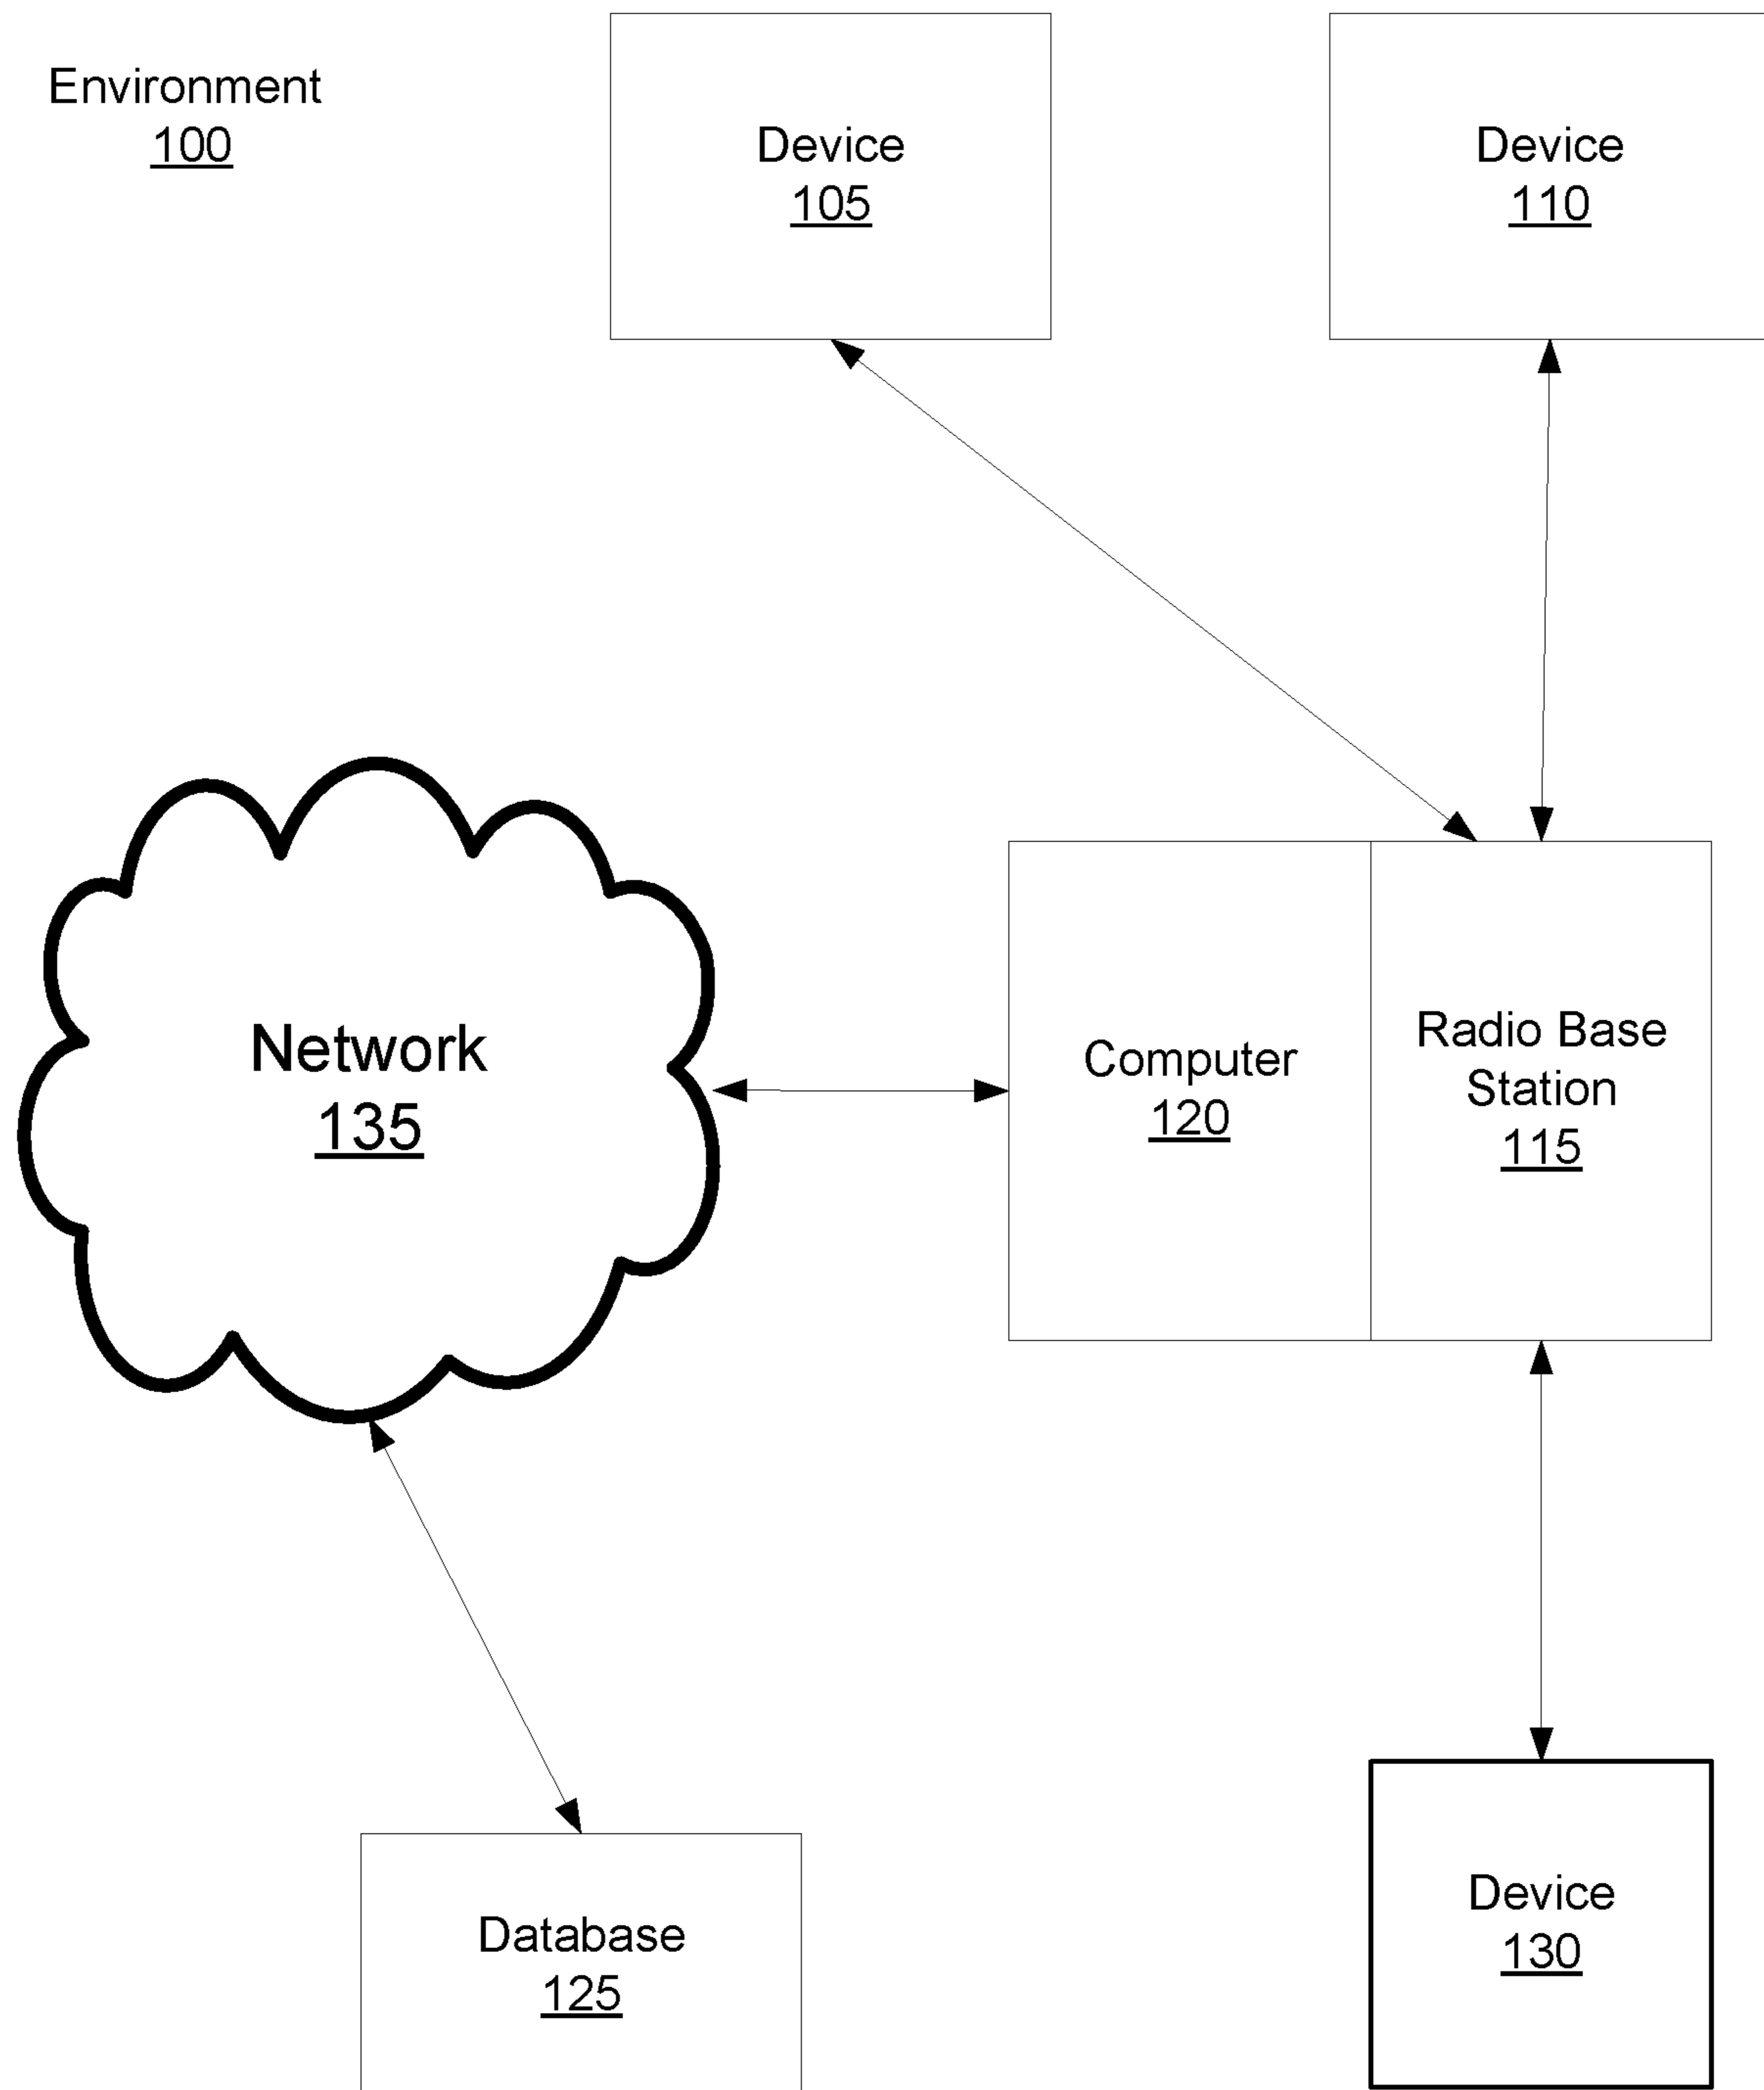 Environment
100
Device
105
Device
110
Network
135
Computer
120
Radio Base
Station
115
Database
125
Device
130